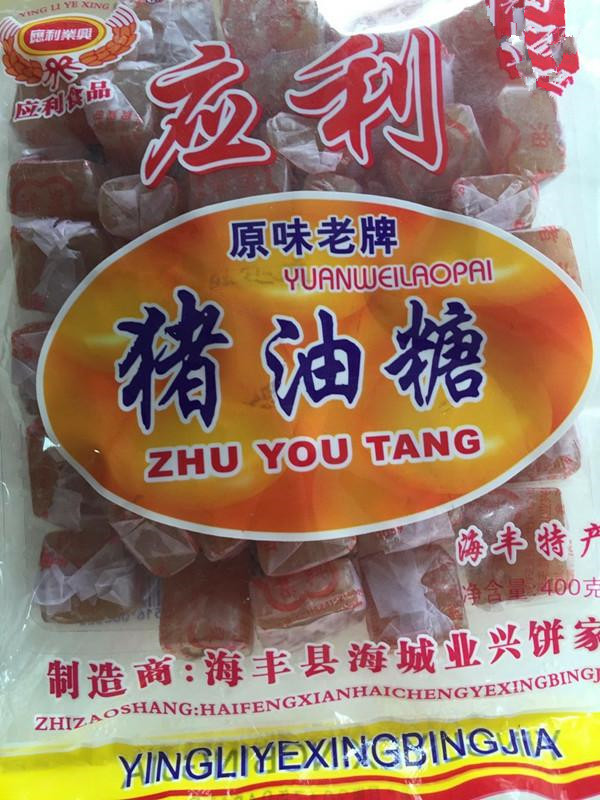 YING LI YE XING
應利業興
应利食品
应利
原味老牌
YUANWEILAOPAI
猪油糖
ZHU YOU TANG
海丰特产
净含量:400克
制造商:海丰县海城业兴饼家
ZHIZAOSHANG:HAIFENGXIANHAICHENGYEXINGBINGJ
YINGLIYEXINGBINGJIA